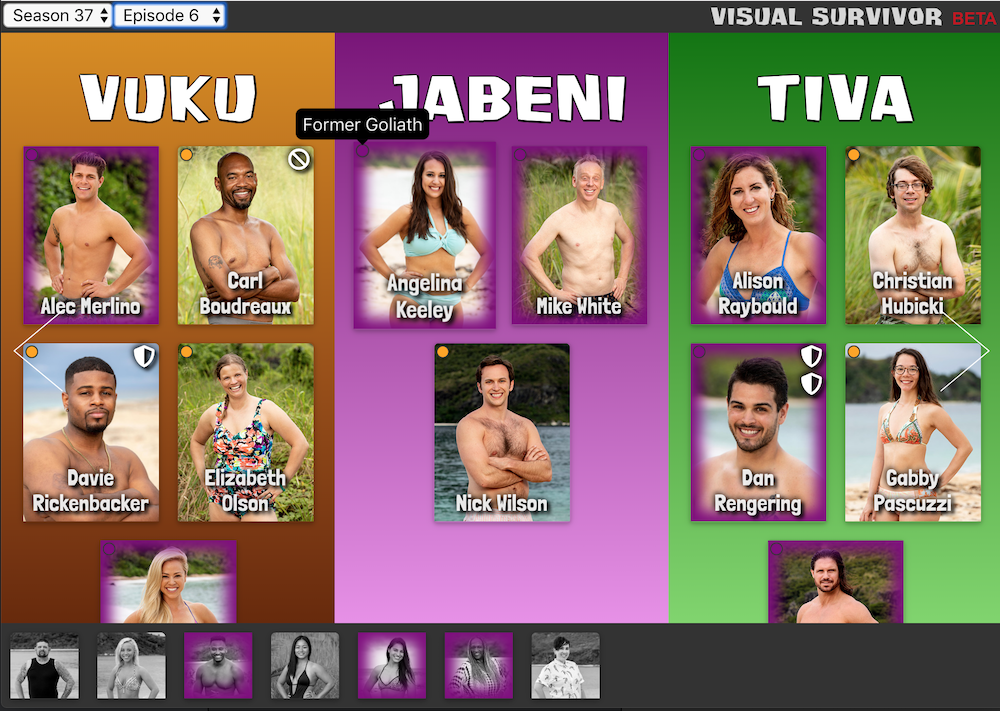 Season 37 Episode 6 VISUAL SURVIVOR BETA
VUKU JABENI TIVA
Former Goliath
Alec Merlino
Carl
Boudreaux
Angelina
Keeley
Mike White
Alison
Raybould
Christian
Hubicki
Davie
Rickenbacker
Elizabeth
Olson
Nick Wilson
Dan
Rengering
Gabby
Pascuzzi